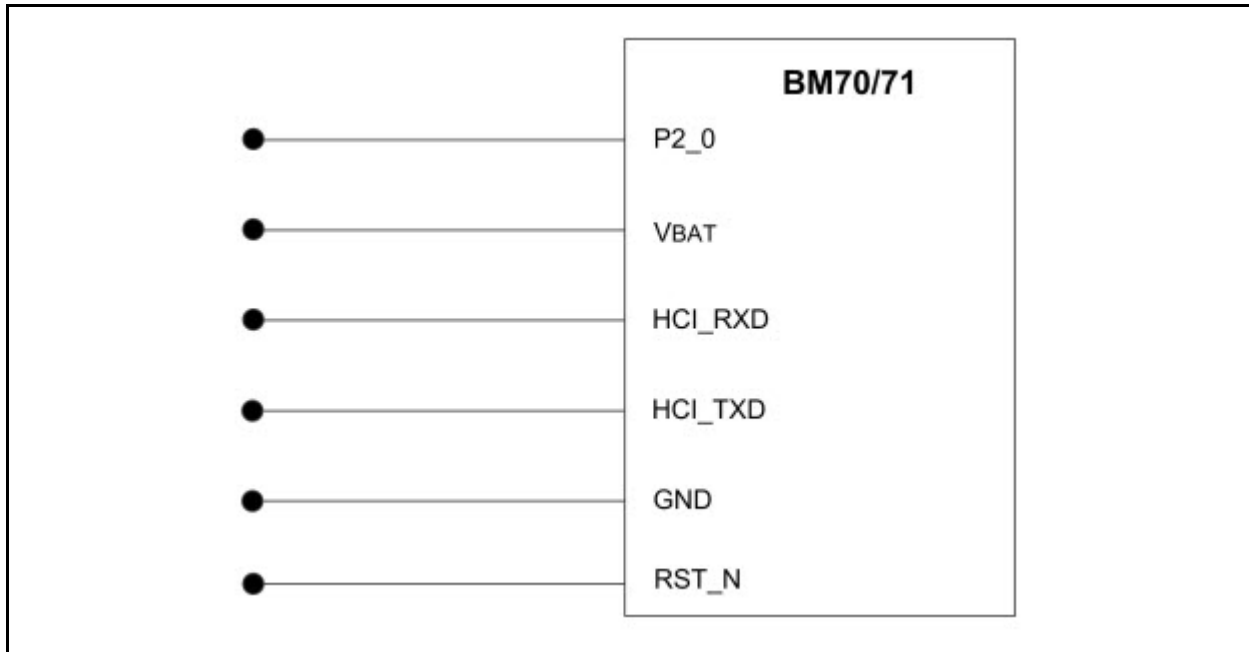 BM70/71
P2_0
VBAT
HCI_RXD
HCI_TXD
GND
RST_N